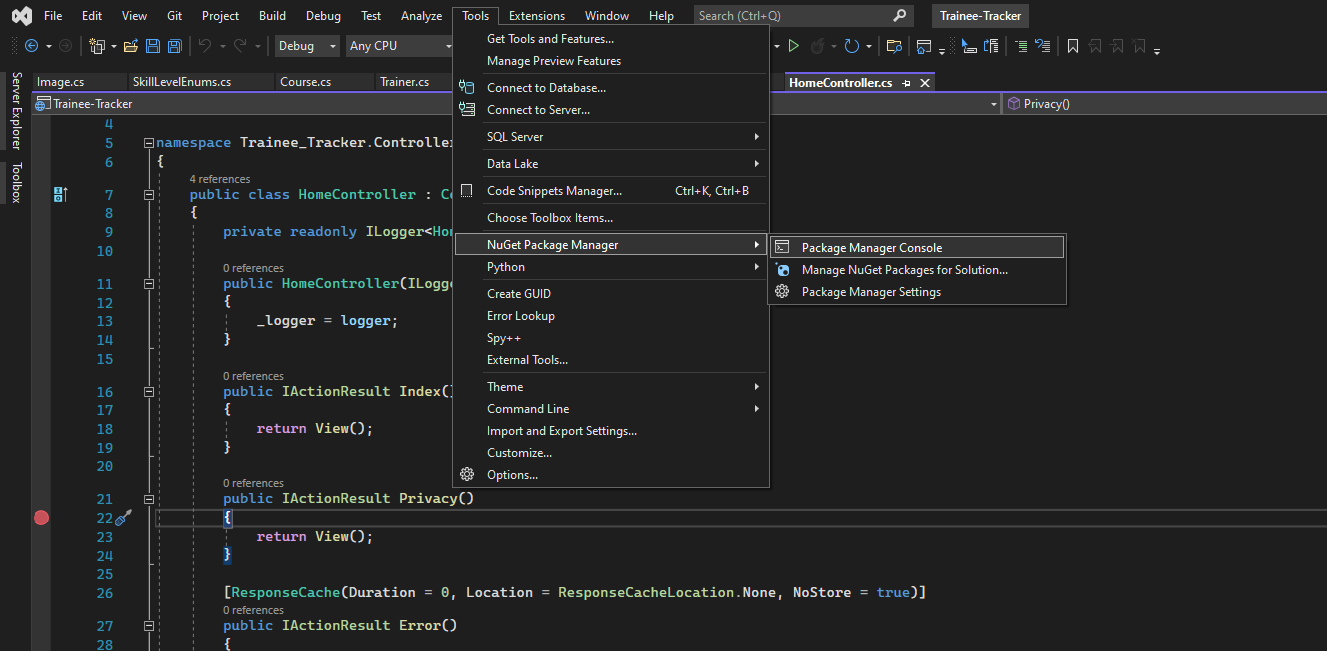 File Edit View Git Project Build Debug Test Analyze Tools Extensions Window Help Search (Ctrl+Q) Trainee-Tracker
Debug Any CPU
Image.cs SkillLevelEnums.cs Course.cs Trainer.cs HomeController.cs
Trainee-Tracker Privacy()
Server Explorer
Toolbox
Get Tools and Features...
Manage Preview Features
Connect to Database...
Connect to Server...
SQL Server
Data Lake
Code Snippets Manager... Ctrl+K, Ctrl+B
Choose Toolbox Items...
NuGet Package Manager
Python
Create GUID
Error Lookup
Spy++
External Tools...
Theme
Command Line
Import and Export Settings...
Customize...
Options...
Package Manager Console
Manage NuGet Packages for Solution...
Package Manager Settings
4
5 namespace Trainee_Tracker.Controller
6 {
4 references
7 public class HomeController : Co
8 {
9 private readonly ILogger<Hom
10
0 references
11 public HomeController(ILogge
12 {
13 _logger = logger;
14 }
15
0 references
16 public IActionResult Index()
17 {
18 return View();
19 }
20
0 references
21 public IActionResult Privacy()
22 {
23 return View();
24 }
25
26 [ResponseCache(Duration = 0, Location = ResponseCacheLocation.None, NoStore = true)]
0 references
27 public IActionResult Error()
28 {